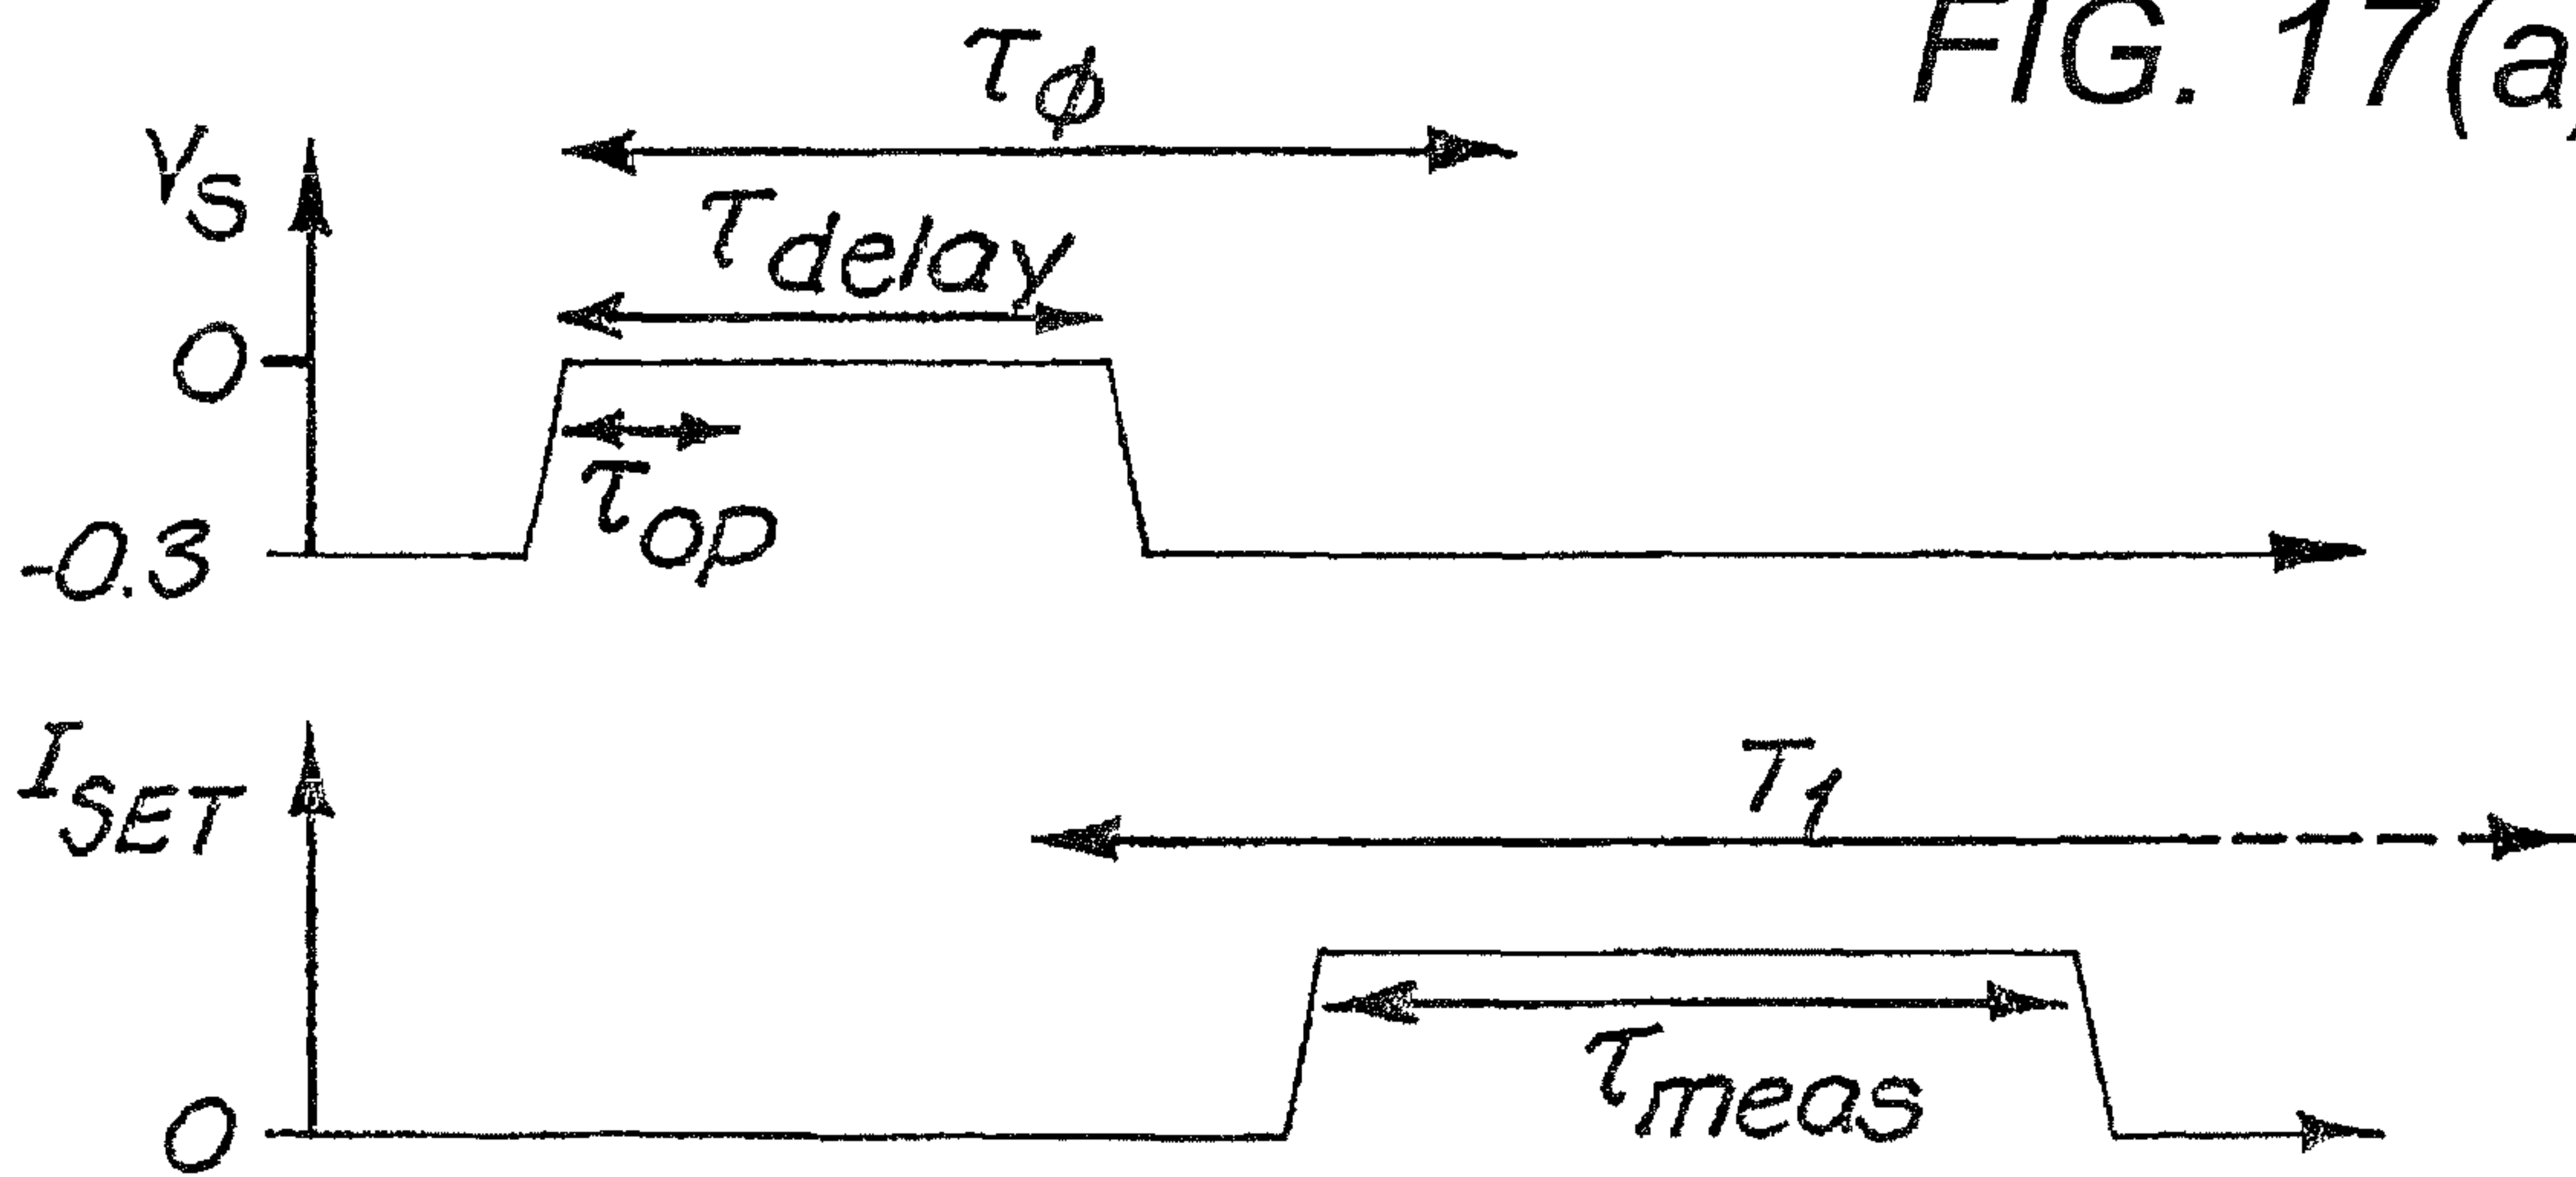 FIG. 17(a)
τϕ
VS
τdelay
0
τop
-0.3
ISET
T1
τmeas
0